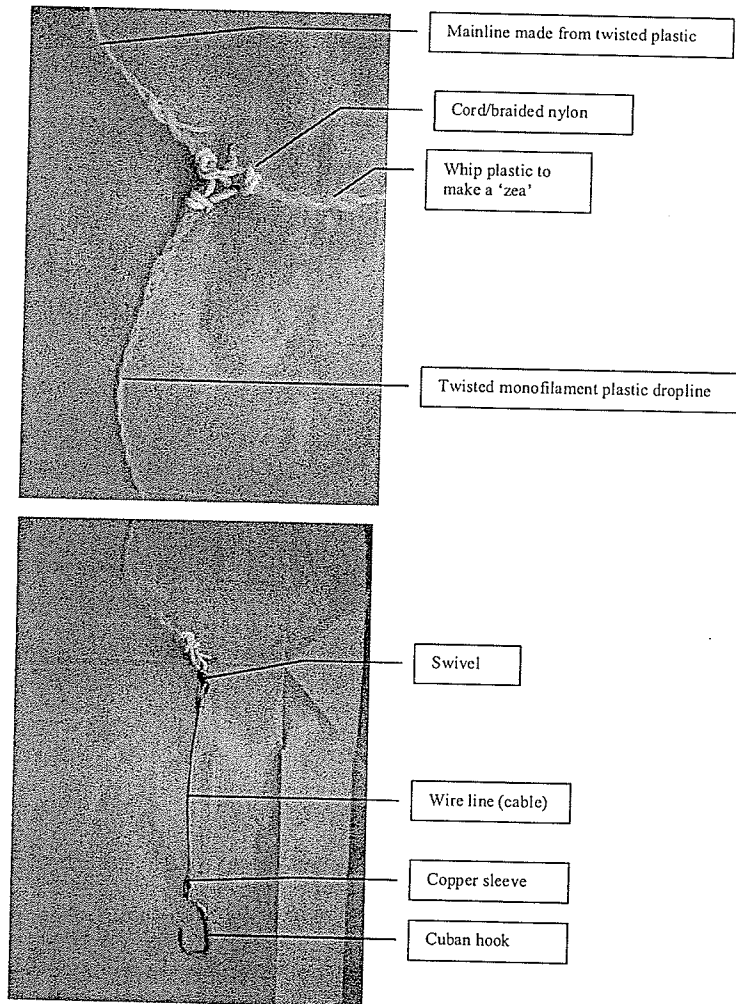 Mainline made from twisted plastic
Cord/braided nylon
Whip plastic to
make a ‘zea’
Twisted monofilament plastic dropline
Swivel
Wire line (cable)
Copper sleeve
Cuban hook